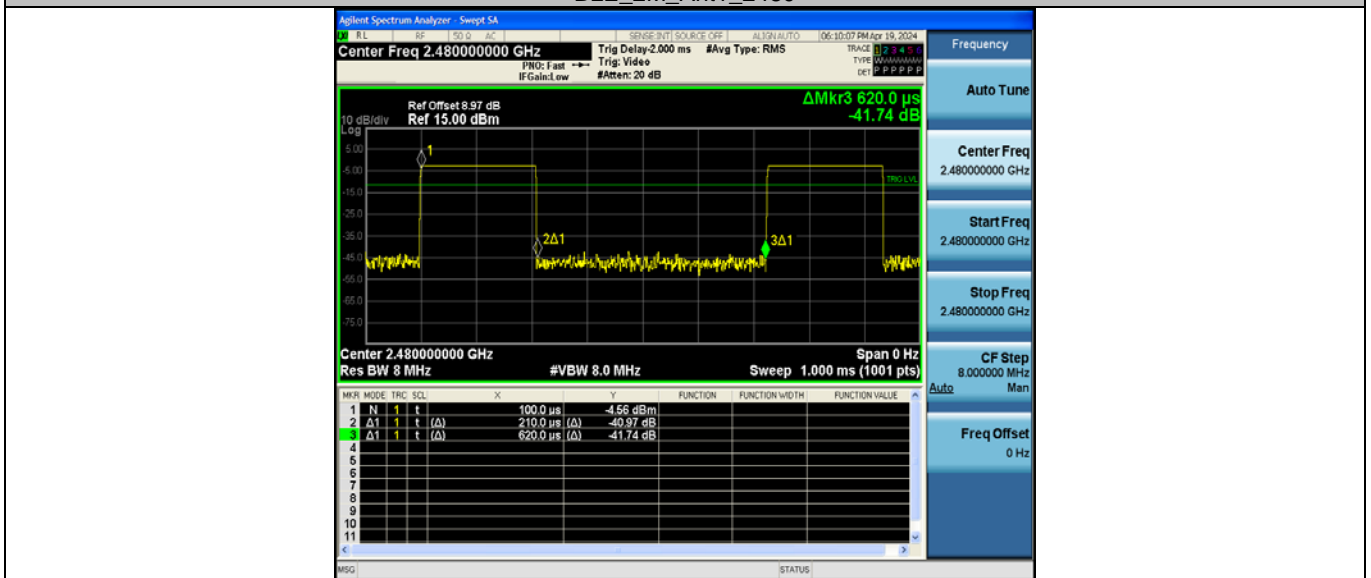 BLE_2M_Ant1_2480
Agilent Spectrum Analyzer - Swept SA
RL RF 50 Ω AC SENSE:INT SOURCE OFF ALIGN AUTO 06:10:07 PM Apr 19, 2024
Center Freq 2.480000000 GHz Trig Delay-2.000 ms #Avg Type: RMS TRACE 1 2 3 4 5 6
PNO: Fast Trig: Video TYPE WWWWWW
IFGain:Low #Atten: 20 dB DET P P P P P P
Frequency
ΔMkr3 620.0 µs
-41.74 dB
Ref Offset 8.97 dB
10 dB/div Ref 15.00 dBm
Log
5.00
-5.00
-15.0
-25.0
-35.0
-45.0
-55.0
-65.0
-75.0
1
TRIG LVL
2Δ1
3Δ1
Center 2.480000000 GHz Span 0 Hz
Res BW 8 MHz #VBW 8.0 MHz Sweep 1.000 ms (1001 pts)
MKR MODE TRC SCL X Y FUNCTION FUNCTION WIDTH FUNCTION VALUE
1 N 1 t 100.0 µs -4.56 dBm
2 Δ1 1 t (Δ) 210.0 µs (Δ) -40.97 dB
3 Δ1 1 t (Δ) 620.0 µs (Δ) -41.74 dB
4
5
6
7
8
9
10
11
MSG STATUS
Auto Tune
Center Freq
2.480000000 GHz
Start Freq
2.480000000 GHz
Stop Freq
2.480000000 GHz
CF Step
8.000000 MHz
Auto Man
Freq Offset
0 Hz